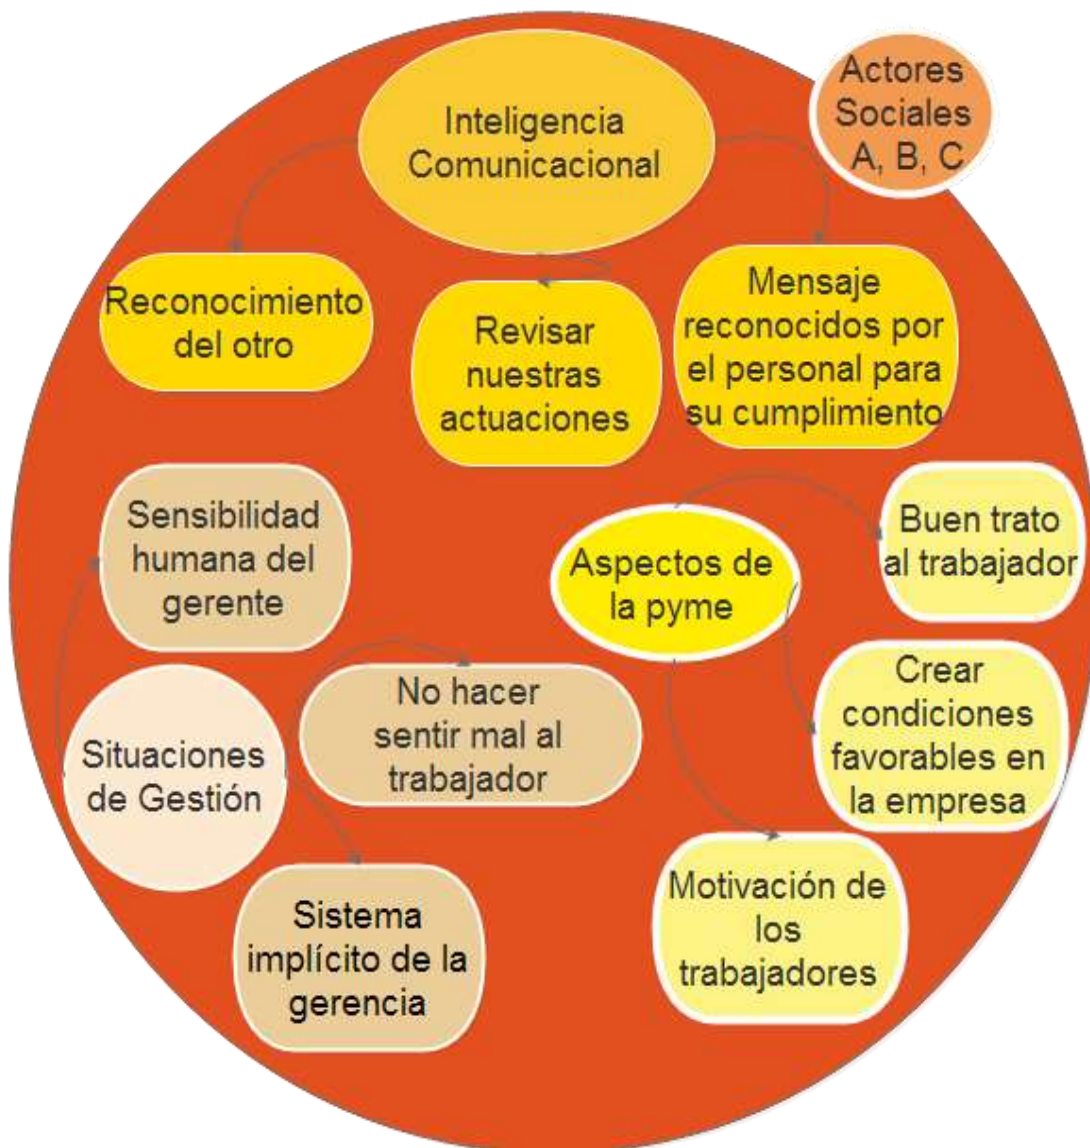 Inteligencia
Comunicacional
Actores
Sociales
A, B, C
Reconocimiento
del otro
Revisar
nuestras
actuaciones
Mensaje
reconocidos por
el personal para
su cumplimiento
Sensibilidad
humana del
gerente
Aspectos de
la pyme
Buen trato
al trabajador
No hacer
sentir mal al
trabajador
Crear
condiciones
favorables en
la empresa
Situaciones
de Gestión
Sistema
implícito de la
gerencia
Motivación de
los
trabajadores